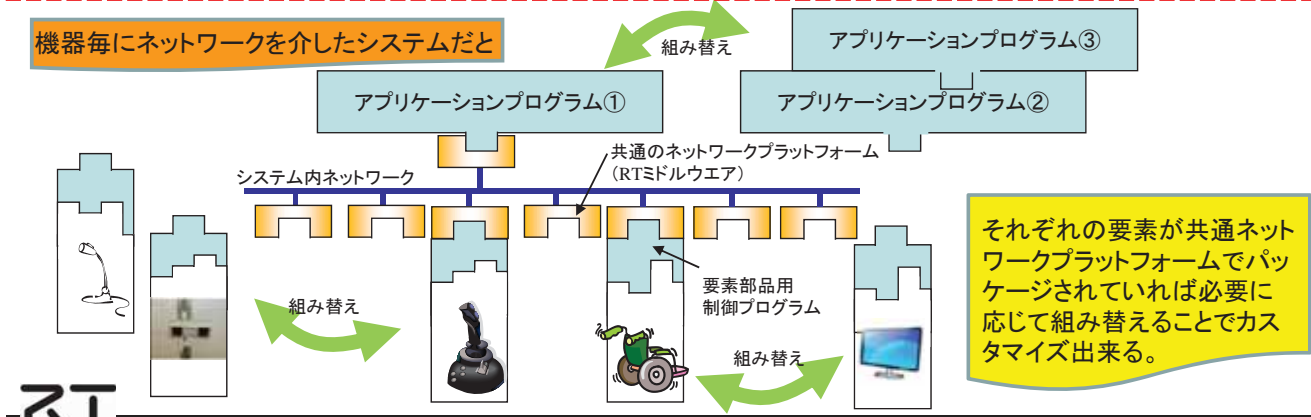 機器毎にネットワークを介したシステムだと
組み替え
アプリケーションプログラム③
アプリケーションプログラム①
アプリケーションプログラム②
共通のネットワークプラットフォーム
(RTミドルウエア)
システム内ネットワーク
それぞれの要素が共通ネット
ワークプラットフォームでパッ
ケージされていれば必要に
応じて組み替えることでカス
タマイズ出来る。
要素部品用
制御プログラム
組み替え
組み替え
RT